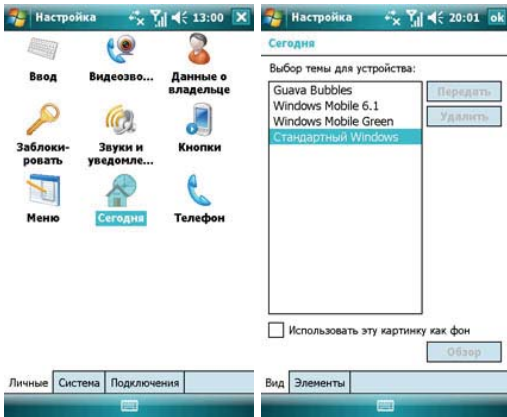 Настройка 13:00
Ввод
Видеозво...
Данные о
владельце
Заблоки-
ровать
Звуки и
уведомле...
Кнопки
Меню
Сегодня
Телефон
Личные Система Подключения
Настройка 20:01 ok
Сегодня
Выбор темы для устройства:
Guava Bubbles
Windows Mobile 6.1
Windows Mobile Green
Стандартный Windows
Передать
Удалить
Использовать эту картинку как фон
Обзор
Вид Элементы